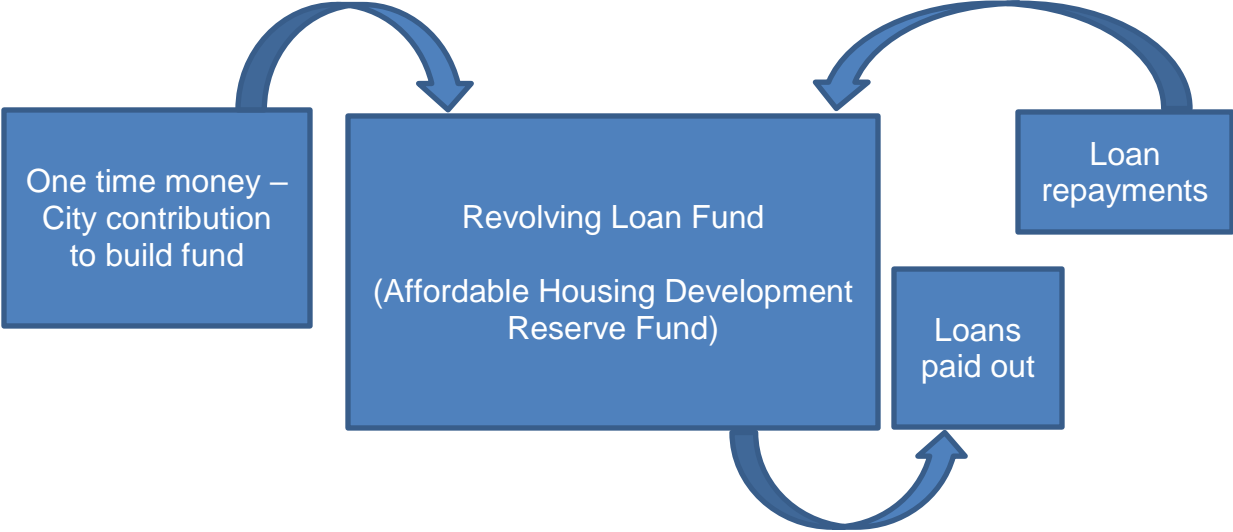 One time money –
City contribution
to build fund
Revolving Loan Fund
(Affordable Housing Development
Reserve Fund)
Loan
repayments
Loans
paid out